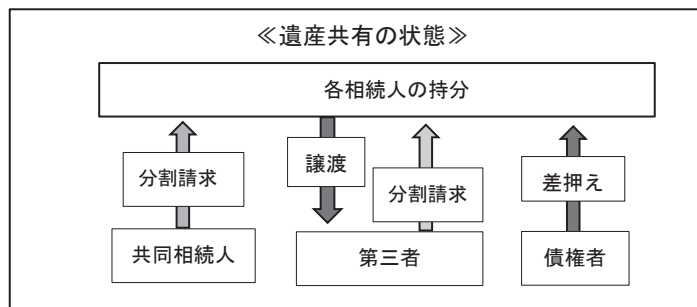 ≪遺産共有の状態≫
各相続人の持分
分割請求
譲渡
分割請求
差押え
共同相続人
第三者
債権者